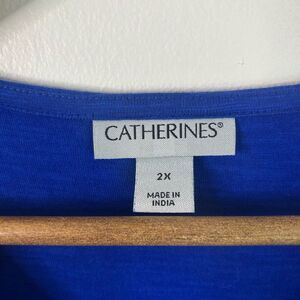 CATHERINES®
2X
MADE IN
INDIA